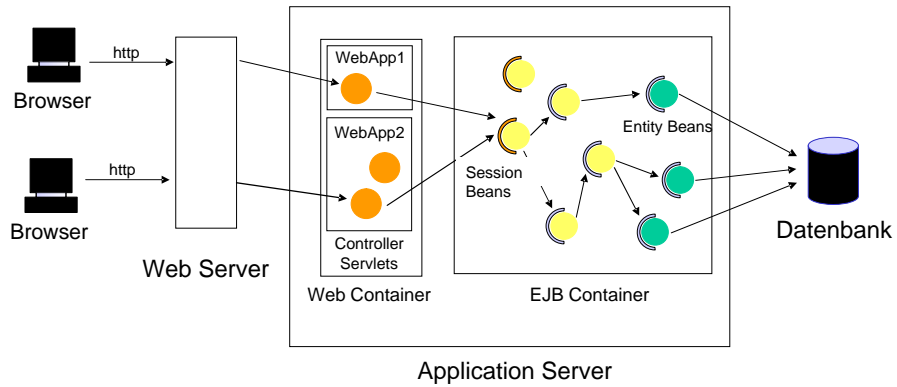 http
Browser
http
Browser
Web Server
WebApp1
WebApp2
Controller
Servlets
Web Container
Session
Beans
Entity Beans
EJB Container
Application Server
Datenbank